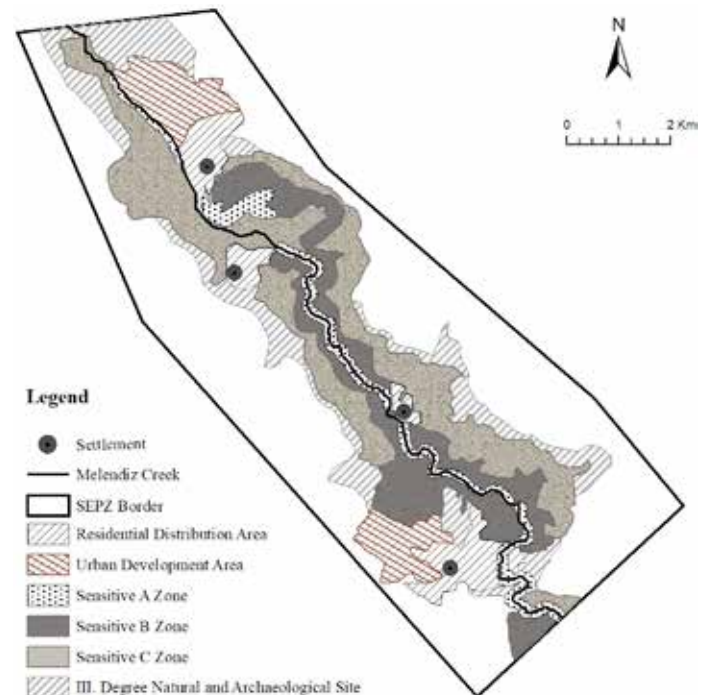 N
0 1 2 Km
Legend
Settlement
Melendiz Creek
SEPZ Border
Residential Distribution Area
Urban Development Area
Sensitive A Zone
Sensitive B Zone
Sensitive C Zone
III. Degree Natural and Archaeological Site